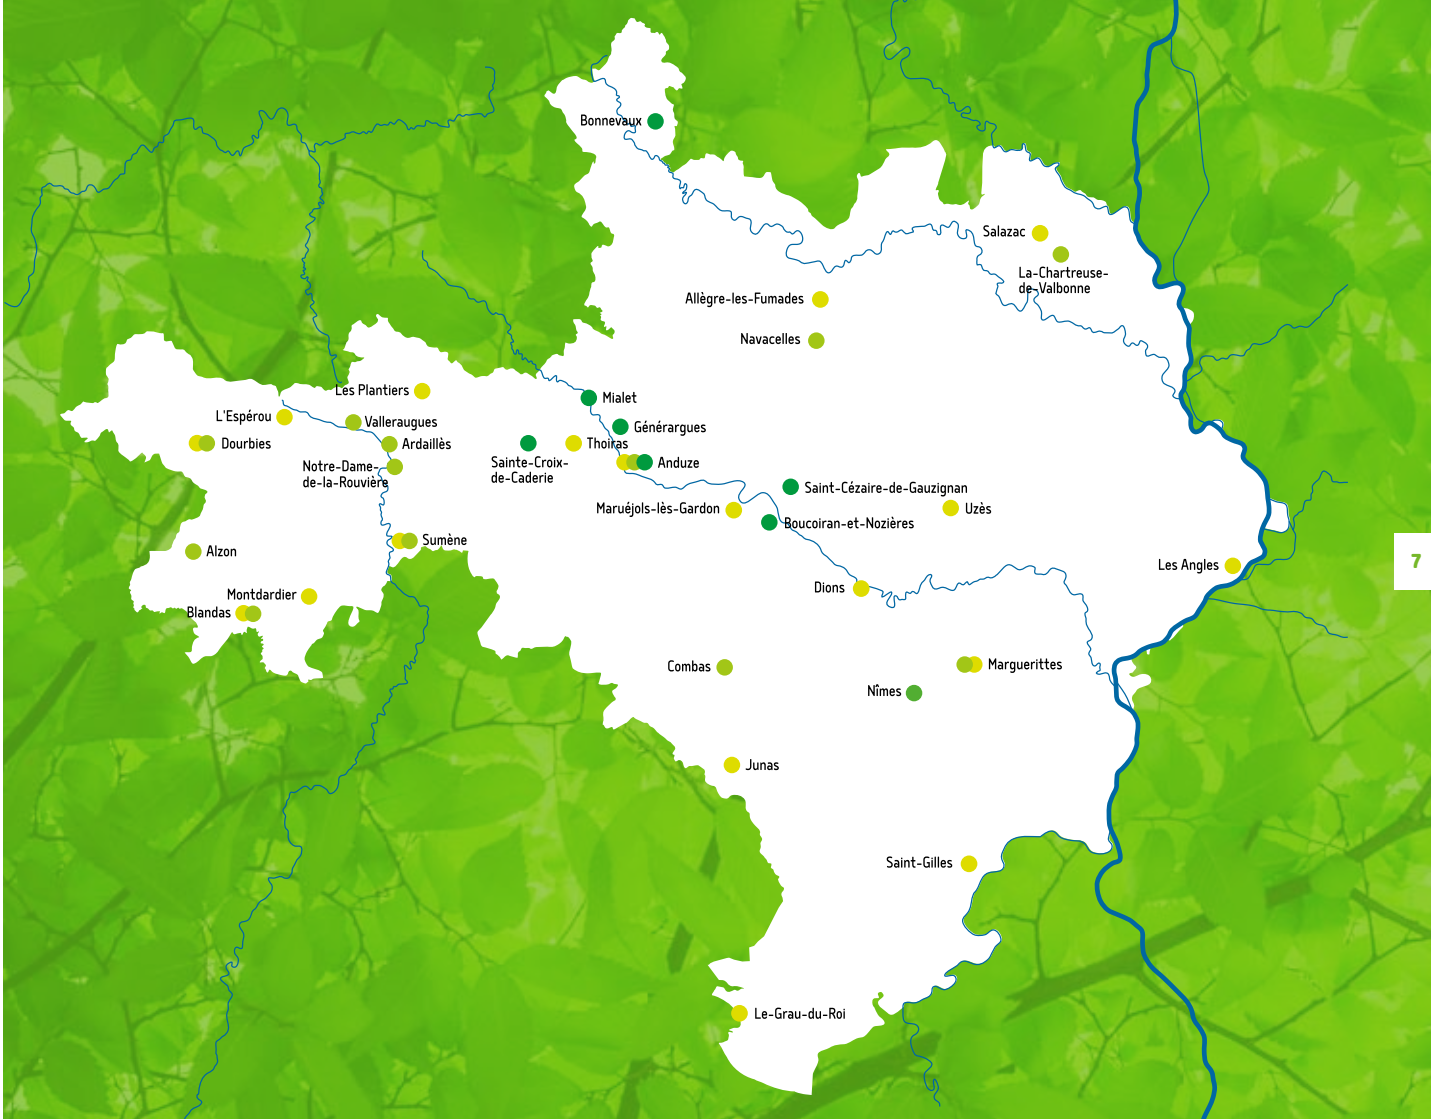 Bonnevaux
Salazac
La-Chartreuse-
de-Valbonne
Allègre-les-Fumades
Navacelles
Les Plantiers
Mialet
L'Espérou
Valleraugues
Générargues
Dourbies
Ardaillès
Thoiras
Notre-Dame-
de-la-Rouvière
Sainte-Croix-
de-Caderie
Anduze
Saint-Cézaire-de-Gauzignan
Maruéjols-lès-Gardon
Uzès
Boucoiran-et-Nozières
Sumène
Alzon
Les Angles
7
Dions
Montdardier
Blandas
Combas
Marguerittes
Nîmes
Junas
Saint-Gilles
Le-Grau-du-Roi